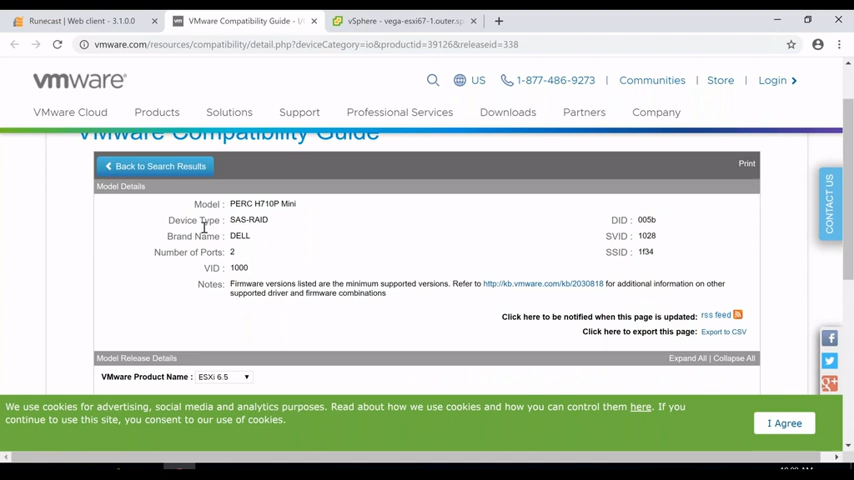 Runecast | Web client - 3.1.0.0
VMware Compatibility Guide - I/
vSphere - vega-esxi67-1.outer.sp
vmware.com/resources/compatibility/detail.php?deviceCategory=io&productid=39126&releaseid=338
vmware
US
1-877-486-9273
Communities
Store
Login
VMware Cloud
Products
Solutions
Support
Professional Services
Downloads
Partners
Company
VMware Compatibility Guide
Back to Search Results
Print
Model Details
Model : PERC H710P Mini
Device Type : SAS-RAID
DID : 005b
Brand Name : DELL
SVID : 1028
Number of Ports: 2
SSID : 1f34
VID : 1000
Notes: Firmware versions listed are the minimum supported versions. Refer to http://kb.vmware.com/kb/2030818 for additional information on other
supported driver and firmware combinations
Click here to be notified when this page is updated: rss feed
Click here to export this page: Export to CSV
Model Release Details
Expand All | Collapse All
VMware Product Name : ESXi 6.5
CONTACT US
We use cookies for advertising, social media and analytics purposes. Read about how we use cookies and how you can control them here. If you
continue to use this site, you consent to our use of cookies.
I Agree